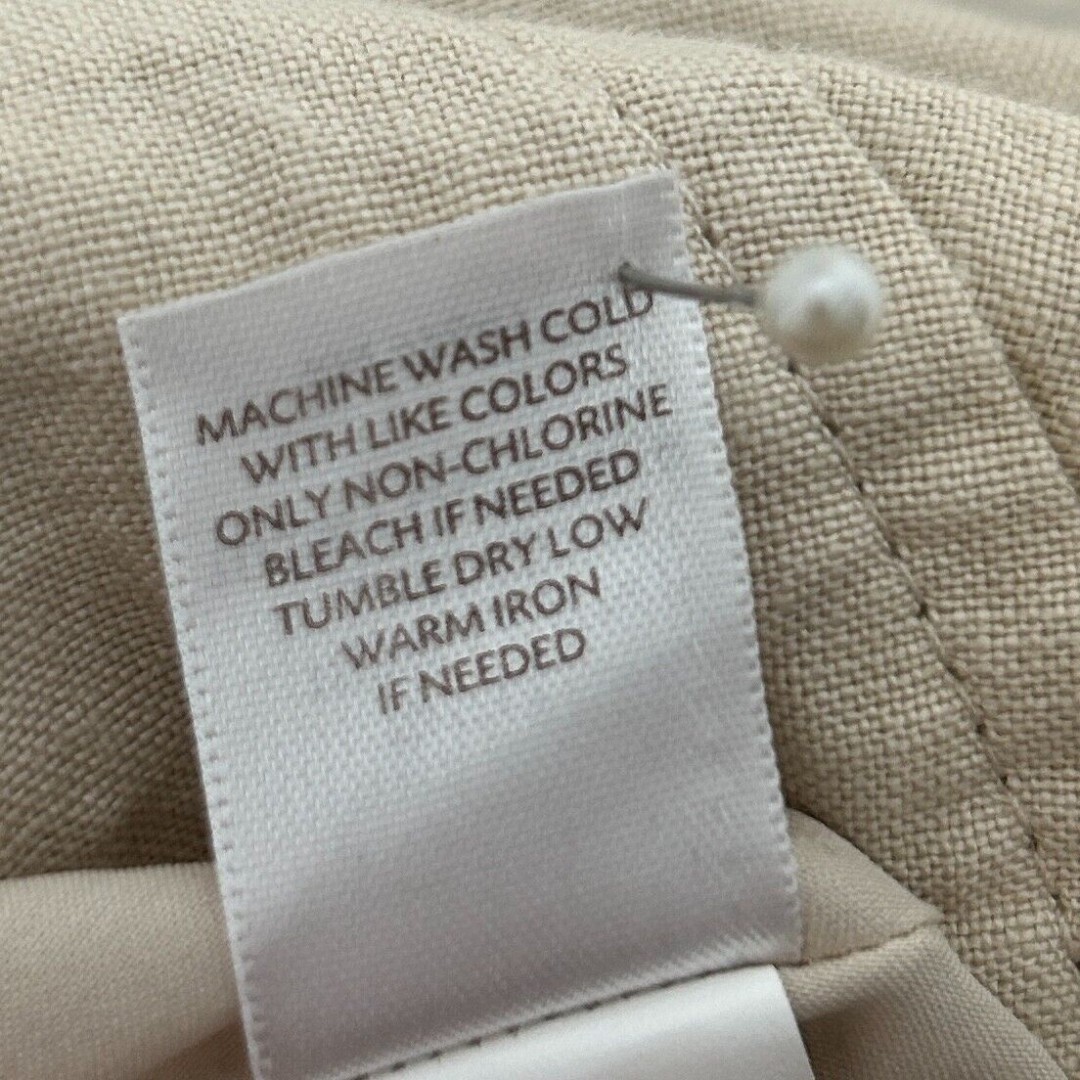 MACHINE WASH COLD
WITH LIKE COLORS
ONLY NON-CHLORINE
BLEACH IF NEEDED
TUMBLE DRY LOW
WARM IRON
IF NEEDED